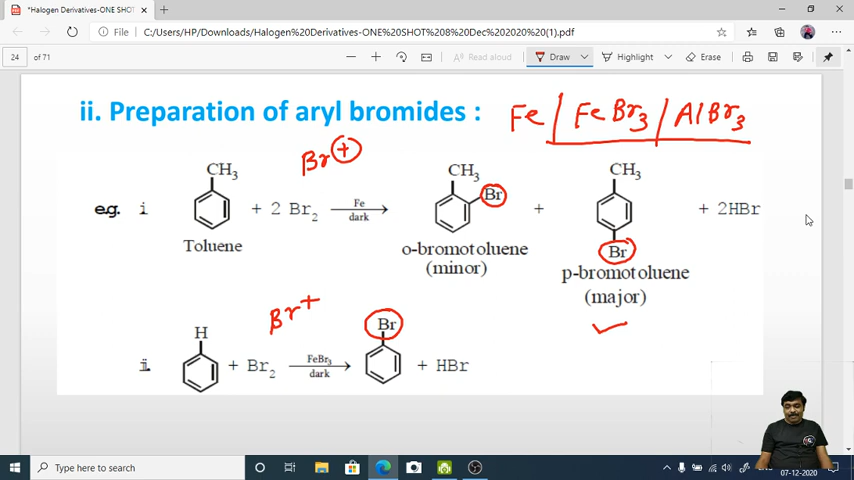 *Halogen Derivatives-ONE SHOT
C:/Users/HP/Downloads/Halogen%20Derivatives-ONE%20SHOT%208%20Dec%202020%20(1).pdf
24 of 71
Read aloud
Draw
Highlight
Erase
ii. Preparation of aryl bromides :
Fe / FeBr3 / AlBr3
Br+
e.g. i
CH₃
+ 2 Br₂
Fe
dark
CH₃
Br
+
CH₃
Br
+ 2HBr
Toluene
o-bromotoluene
(minor)
p-bromotoluene
(major)
Br+
ii.
H
+ Br₂
FeBr₃
dark
Br
+ HBr
Type here to search
ENG
07-12-2020